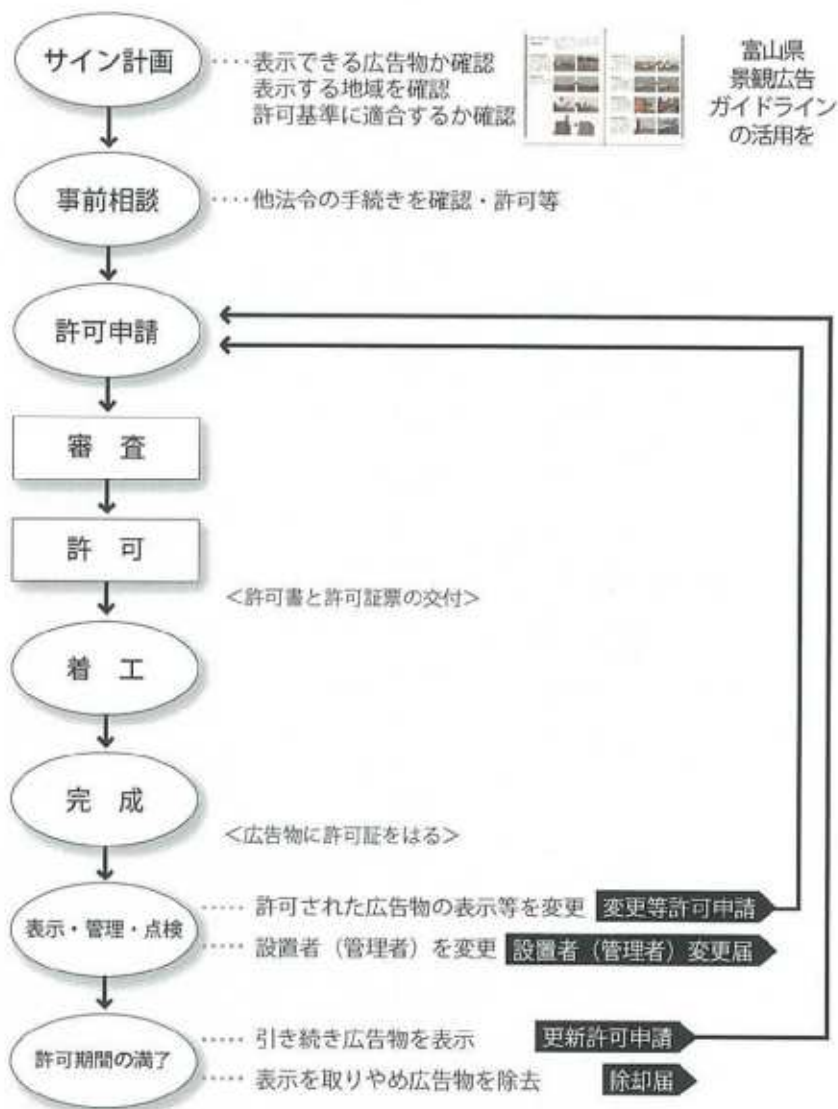 サイン計画
表示できる広告物か確認
表示する地域を確認
許可基準に適合するか確認
富山県
景観広告
ガイドライン
の活用を
事前相談
他法令の手続きを確認・許可等
許可申請
審 査
許 可
<許可書と許可証票の交付>
着 工
完 成
<広告物に許可証をはる>
表示・管理・点検
許可された広告物の表示等を変更 変更等許可申請
設置者（管理者）を変更 設置者（管理者）変更届
許可期間の満了
引き続き広告物を表示 更新許可申請
表示を取りやめ広告物を除去 除却届